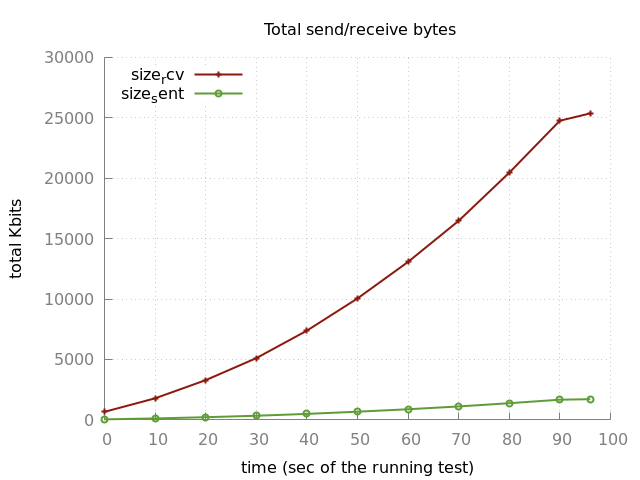 Total send/receive bytes
30000
25000
20000
15000
10000
5000
0
total Kbits
size_rcv
size_sent
0 10 20 30 40 50 60 70 80 90 100
time (sec of the running test)